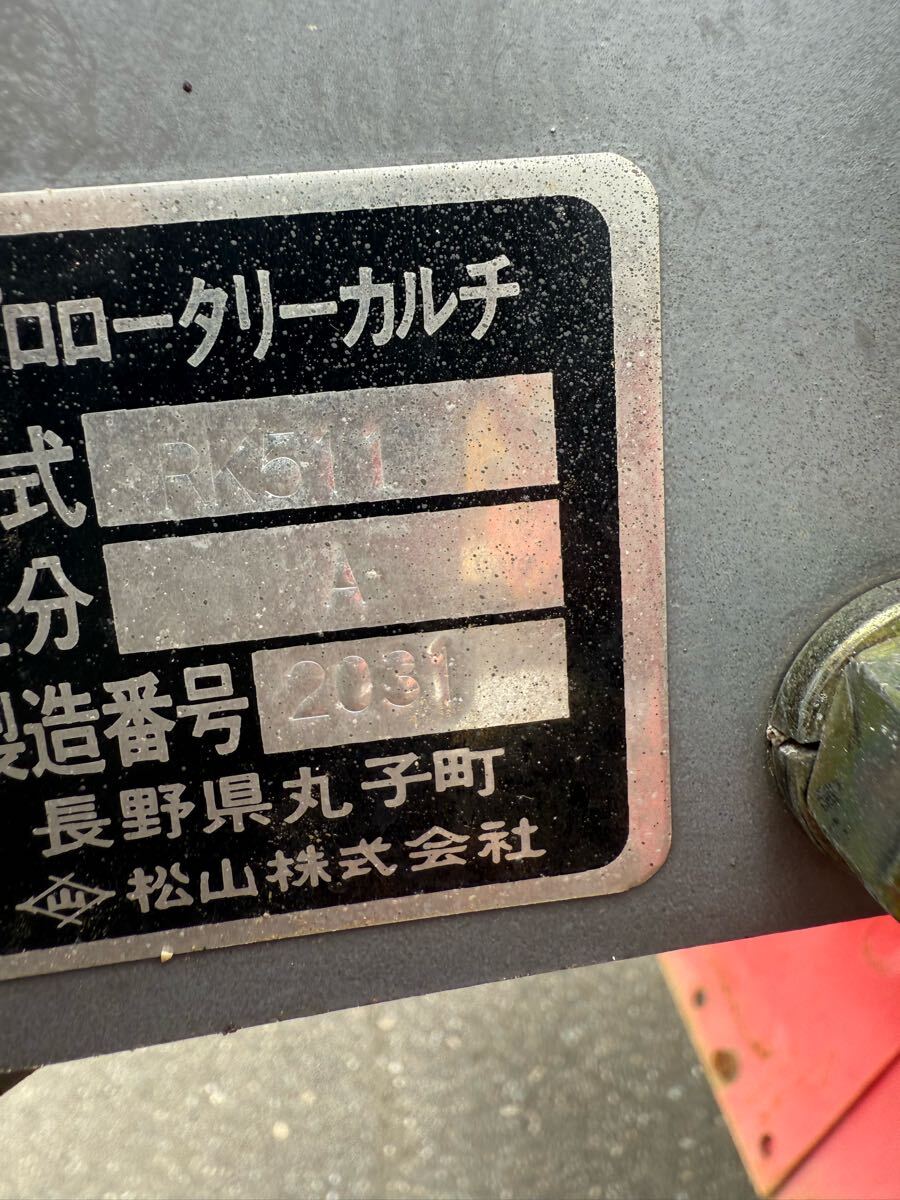 ロロータリーカルチ
式 RK511
分 A
製造番号 2031
長野県丸子町
松山株式会社